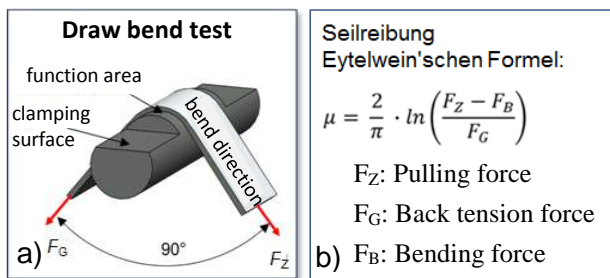 Draw bend test
function area
clamping
surface
bend direction
F_G
90°
F_Z
a)
Seilreibung
Eytelwein'schen Formel:
μ = 2/π · ln((F_Z − F_B)/F_G)
F_Z: Pulling force
F_G: Back tension force
b) F_B: Bending force